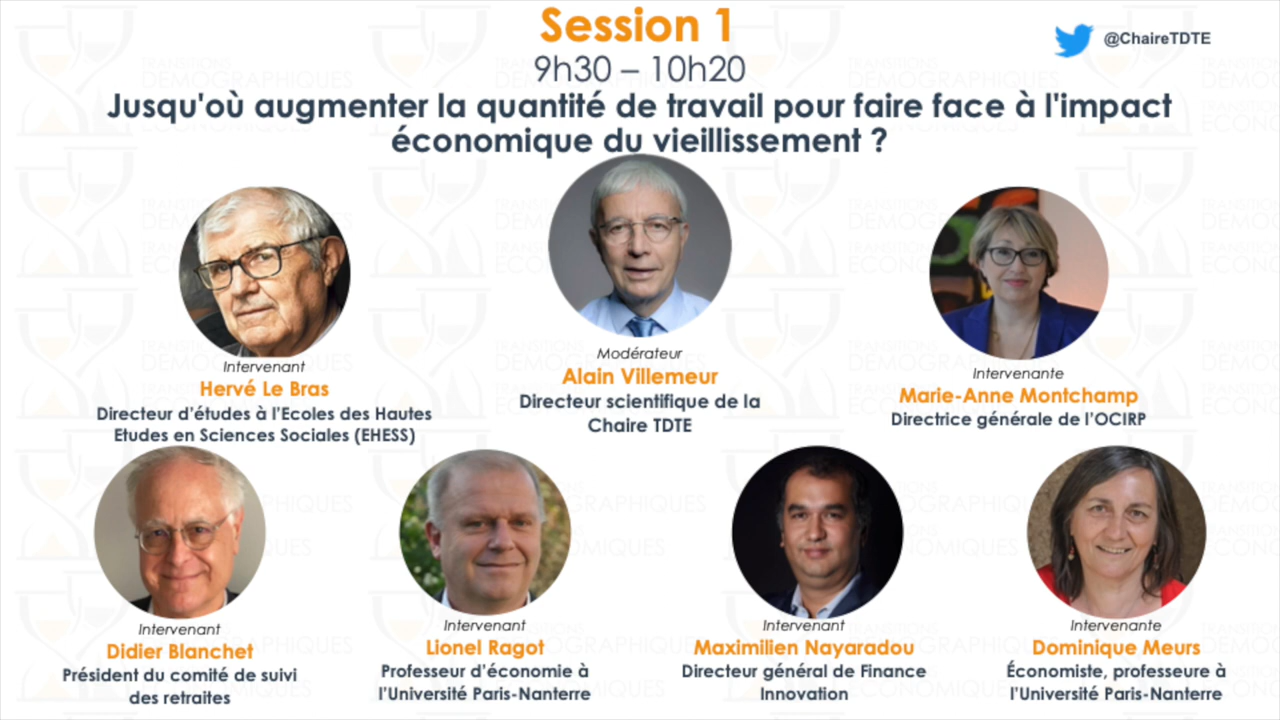 Session 1
@ChaireTDTE
9h30 – 10h20
Jusqu'où augmenter la quantité de travail pour faire face à l'impact
économique du vieillissement ?
Intervenant
Hervé Le Bras
Directeur d'études à l'Ecoles des Hautes
Etudes en Sciences Sociales (EHESS)
Modérateur
Alain Villemeur
Directeur scientifique de la
Chaire TDTE
Intervenante
Marie-Anne Montchamp
Directrice générale de l'OCIRP
Intervenant
Didier Blanchet
Président du comité de suivi
des retraites
Intervenant
Lionel Ragot
Professeur d'économie à
l'Université Paris-Nanterre
Intervenant
Maximilien Nayaradou
Directeur général de Finance
Innovation
Intervenante
Dominique Meurs
Économiste, professeure à
l'Université Paris-Nanterre